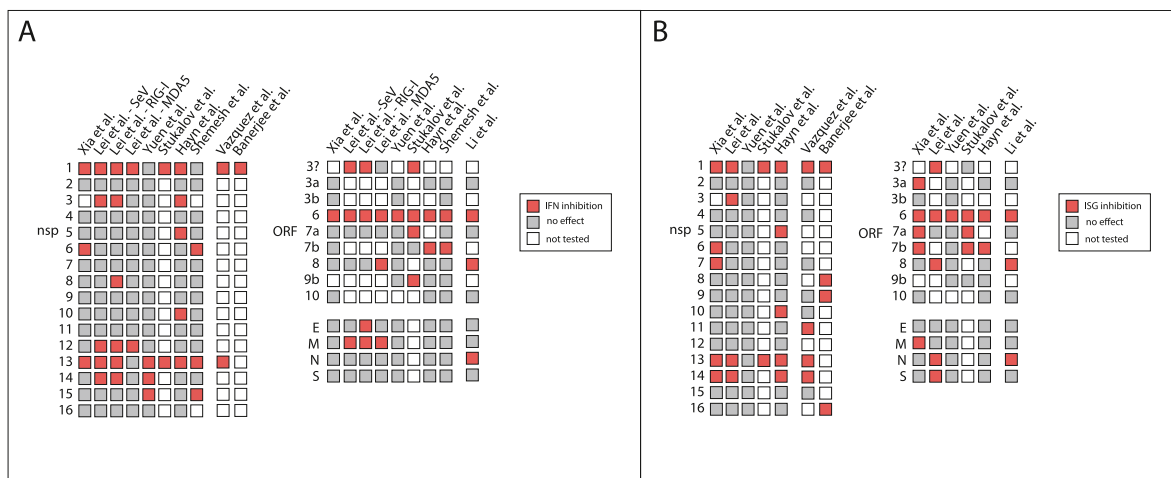 A
Xia et al.
Lei et al. - SeV
Lei et al. - RIG-I
Lei et al. - MDA5
Yuen et al.
Stukalov et al.
Hayn et al.
Shemesh et al.
Vazquez et al.
Banerjee et al.
nsp
1
2
3
4
5
6
7
8
9
10
11
12
13
14
15
16
Xia et al.
Lei et al. -SeV
Lei et al. - RIG-I
Lei et al. - MDA5
Yuen et al.
Stukalov et al.
Hayn et al.
Shemesh et al.
Li et al.
ORF
3?
3a
3b
6
7a
7b
8
9b
10
E
M
N
S
IFN inhibition
no effect
not tested
B
Xia et al.
Lei et al.
Yuen et al.
Stukalov et al.
Hayn et al.
Vazquez et al.
Banerjee et al.
nsp
1
2
3
4
5
6
7
8
9
10
11
12
13
14
15
16
Xia et al.
Lei et al.
Yuen et al.
Stukalov et al.
Hayn et al.
Li et al.
ORF
3?
3a
3b
6
7a
7b
8
9b
10
E
M
N
S
ISG inhibition
no effect
not tested